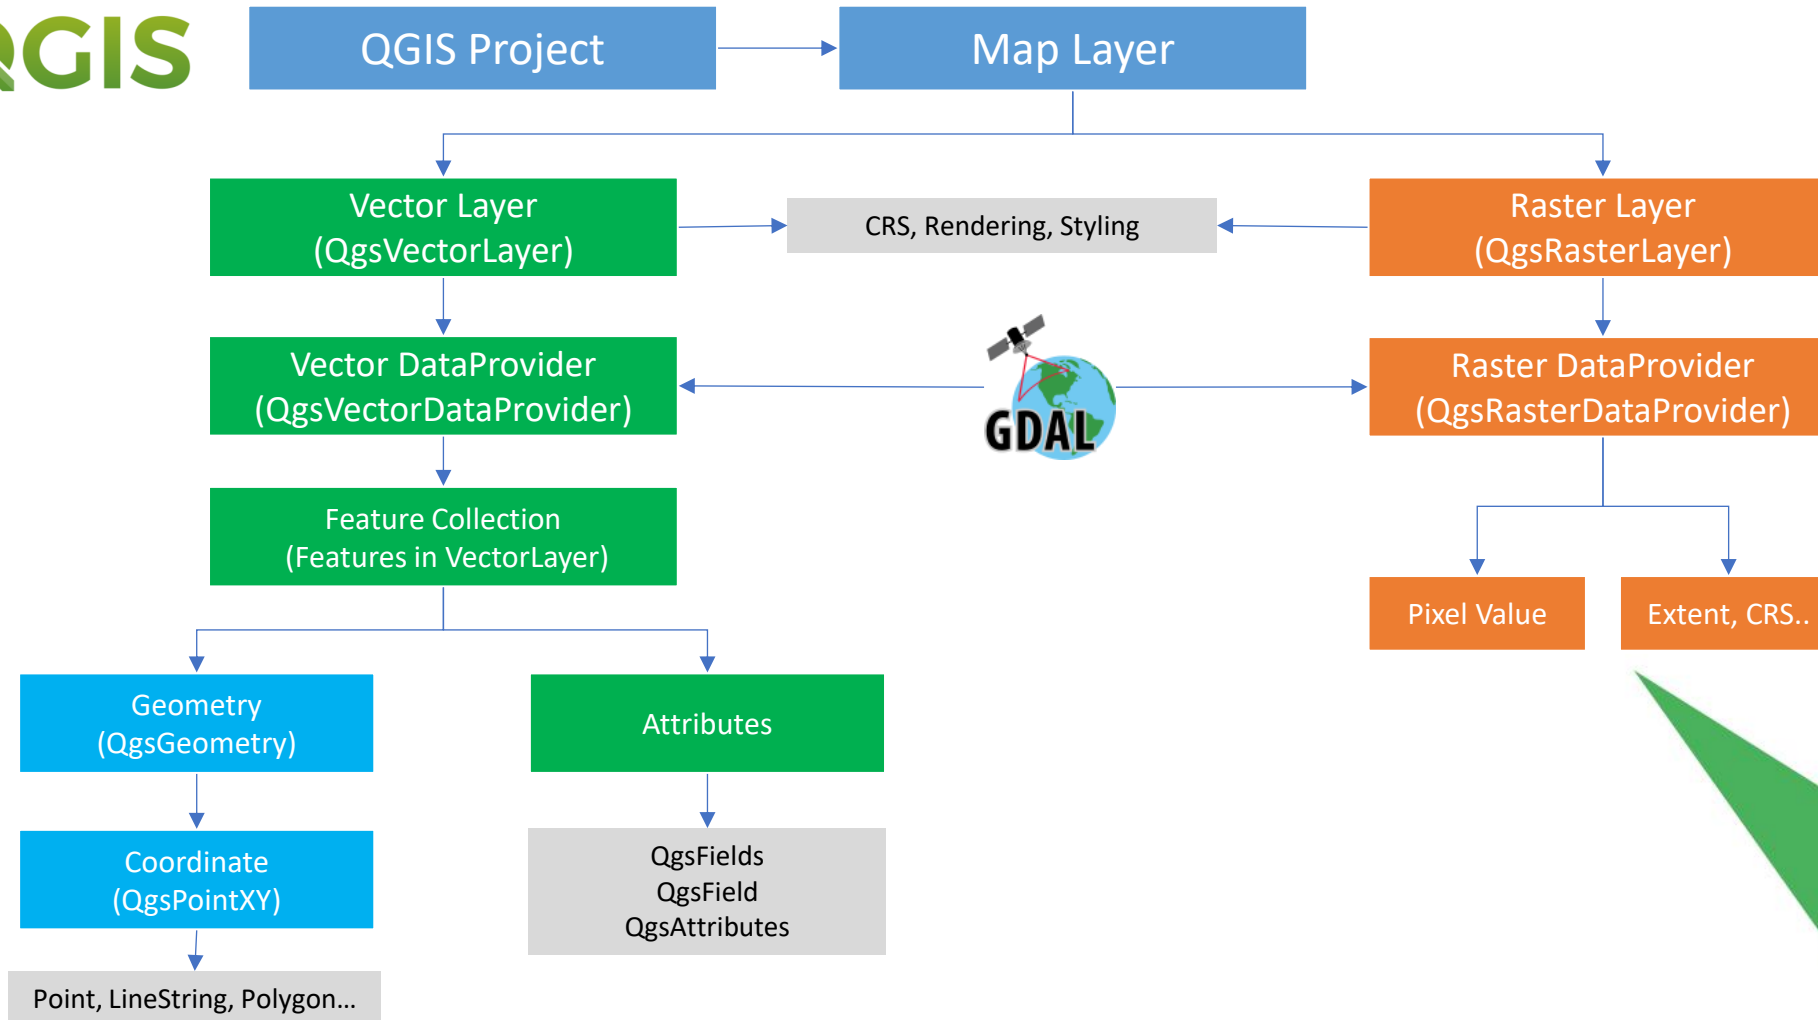 QGIS
QGIS Project
Map Layer
Vector Layer
(QgsVectorLayer)
CRS, Rendering, Styling
Raster Layer
(QgsRasterLayer)
Vector DataProvider
(QgsVectorDataProvider)
GDAL
Raster DataProvider
(QgsRasterDataProvider)
Feature Collection
(Features in VectorLayer)
Pixel Value
Extent, CRS..
Geometry
(QgsGeometry)
Attributes
Coordinate
(QgsPointXY)
QgsFields
QgsField
QgsAttributes
Point, LineString, Polygon…